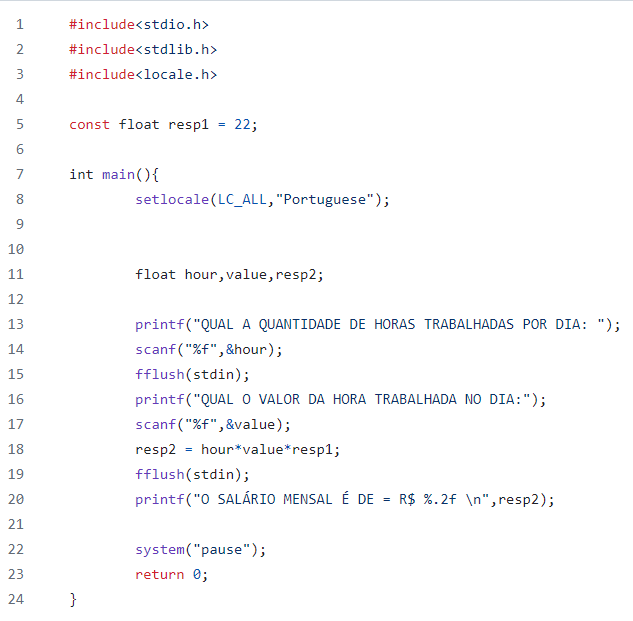 1 #include<stdio.h>
2 #include<stdlib.h>
3 #include<locale.h>
4
5 const float resp1 = 22;
6
7 int main(){
8 setlocale(LC_ALL,"Portuguese");
9
10
11 float hour,value,resp2;
12
13 printf("QUAL A QUANTIDADE DE HORAS TRABALHADAS POR DIA: ");
14 scanf("%f",&hour);
15 fflush(stdin);
16 printf("QUAL O VALOR DA HORA TRABALHADA NO DIA:");
17 scanf("%f",&value);
18 resp2 = hour*value*resp1;
19 fflush(stdin);
20 printf("O SALÁRIO MENSAL É DE = R$ %.2f \n",resp2);
21
22 system("pause");
23 return 0;
24 }